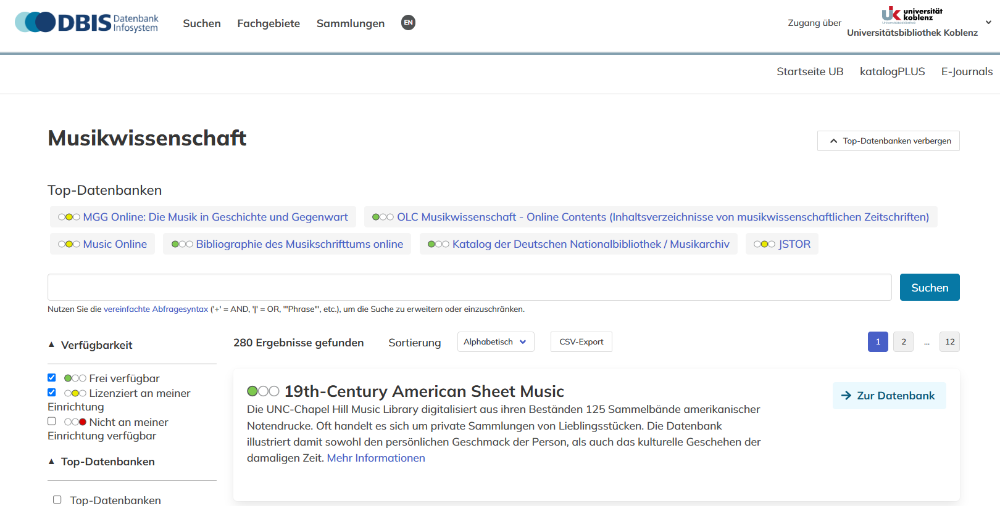 DBIS Datenbank Infosystem
Suchen Fachgebiete Sammlungen EN
Zugang über
universität koblenz
Universitätsbibliothek Koblenz
Startseite UB katalogPLUS E-Journals
Musikwissenschaft
Top-Datenbanken verbergen
Top-Datenbanken
MGG Online: Die Musik in Geschichte und Gegenwart OLC Musikwissenschaft - Online Contents (Inhaltsverzeichnisse von musikwissenschaftlichen Zeitschriften)
Music Online Bibliographie des Musikschrifttums online Katalog der Deutschen Nationalbibliothek / Musikarchiv JSTOR
Suchen
Nutzen Sie die vereinfachte Abfragesyntax ('+' = AND, '|' = OR, '"Phrase"', etc.), um die Suche zu erweitern oder einzuschränken.
Verfügbarkeit
Frei verfügbar
Lizenziert an meiner
Einrichtung
Nicht an meiner
Einrichtung verfügbar
Top-Datenbanken
Top-Datenbanken
280 Ergebnisse gefunden Sortierung Alphabetisch CSV-Export 1 2 ... 12
19th-Century American Sheet Music
Zur Datenbank
Die UNC-Chapel Hill Music Library digitalisiert aus ihren Beständen 125 Sammelbände amerikanischer
Notendrucke. Oft handelt es sich um private Sammlungen von Lieblingsstücken. Die Datenbank
illustriert damit sowohl den persönlichen Geschmack der Person, als auch das kulturelle Geschehen der
damaligen Zeit. Mehr Informationen